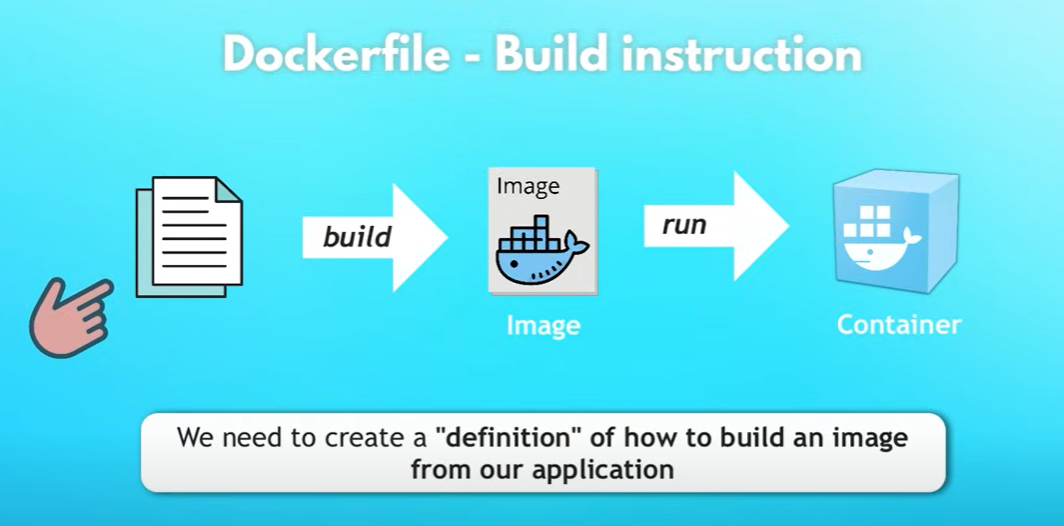 Dockerfile - Build instruction
build
Image
run
Image
Container
We need to create a "definition" of how to build an image
from our application